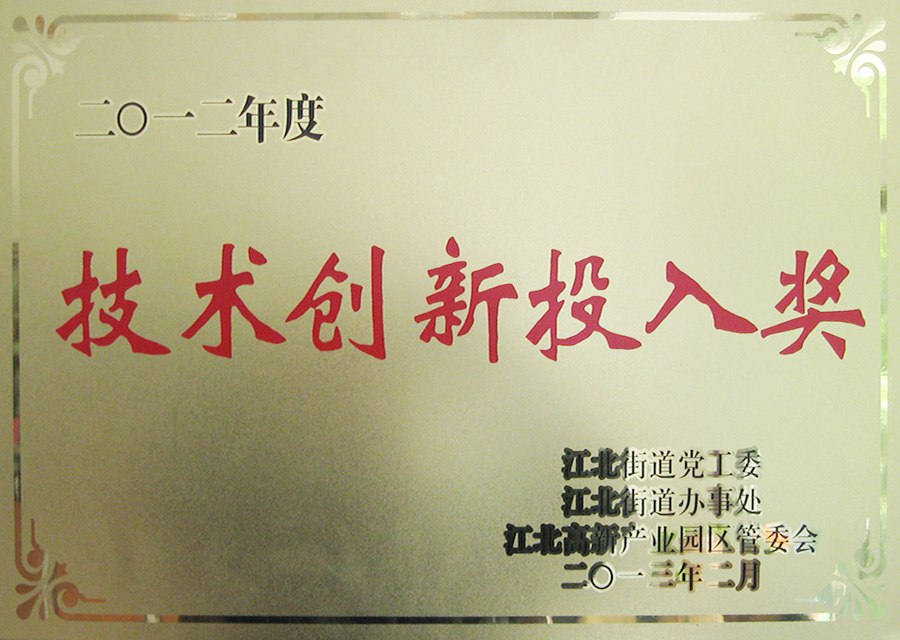 二〇一二年度
技术创新投入奖
江北街道党工委
江北街道办事处
江北高新产业园区管委会
二〇一三年二月